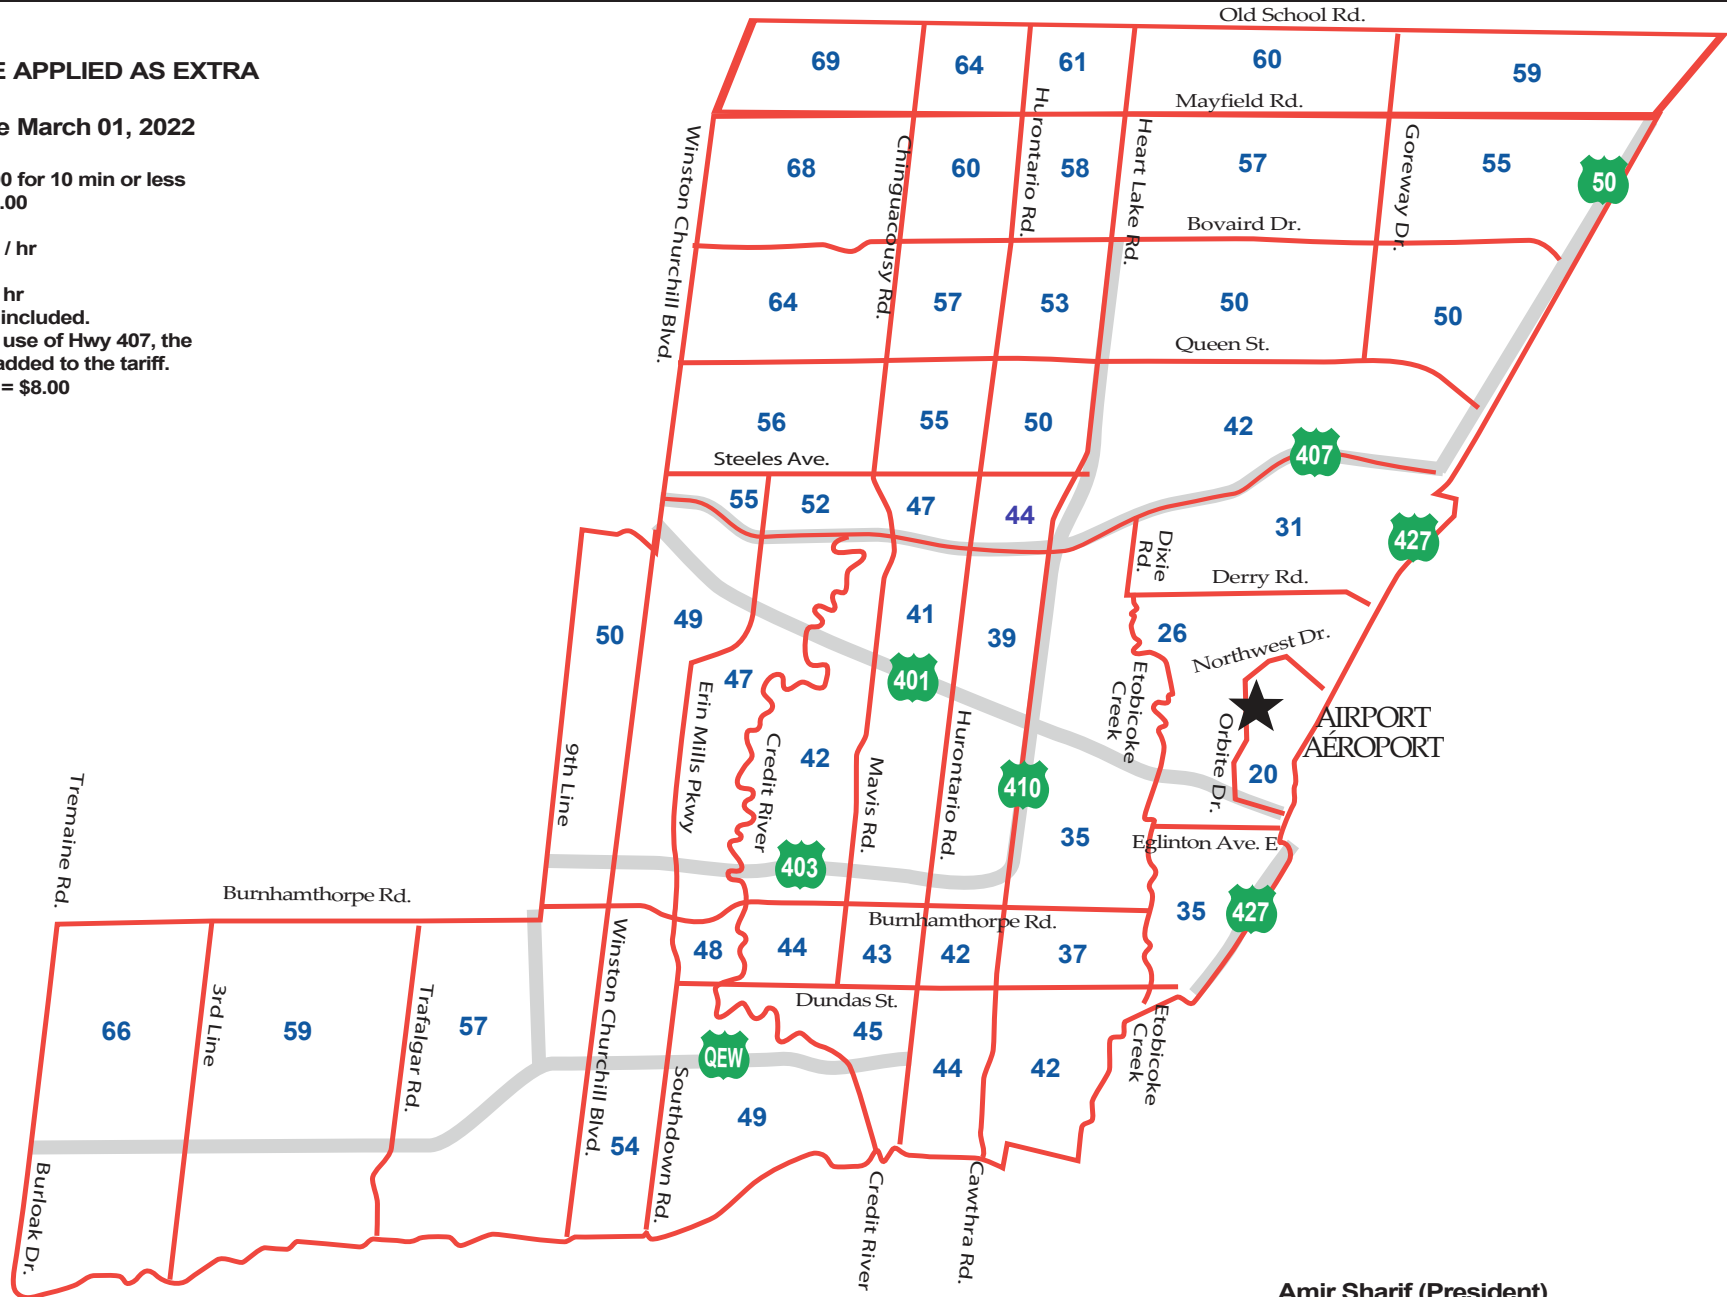 Old School Rd.
E APPLIED AS EXTRA
e March 01, 2022
0 for 10 min or less
.00
/ hr
hr
included.
use of Hwy 407, the
added to the tariff.
= $8.00
69
64
61
60
59
Mayfield Rd.
Winston Churchill Blvd.
Chinguacousy Rd.
Hurontario Rd.
Heart Lake Rd.
Goreway Dr.
68
60
58
57
55
50
Bovaird Dr.
64
57
53
50
50
Queen St.
56
55
50
42
407
Steeles Ave.
55
52
47
44
31
427
Dixie
Rd.
Derry Rd.
50
49
41
39
26
Northwest Dr.
47
401
Erin Mills Pkwy
Etobicoke
Creek
AIRPORT
AÉROPORT
Orbite Dr.
20
9th Line
Credit River
42
Mavis Rd.
Hurontario Rd.
410
35
Eglinton Ave. E
403
Tremaine Rd.
Burnhamthorpe Rd.
Burnhamthorpe Rd.
35
427
48
44
43
42
37
Winston Churchill Blvd.
Dundas St.
66
3rd Line
59
Trafalgar Rd.
57
QEW
45
44
42
Etobicoke
Creek
Southdown Rd.
49
54
Burloak Dr.
Credit River
Cawthra Rd.
Amir Sharif (President)